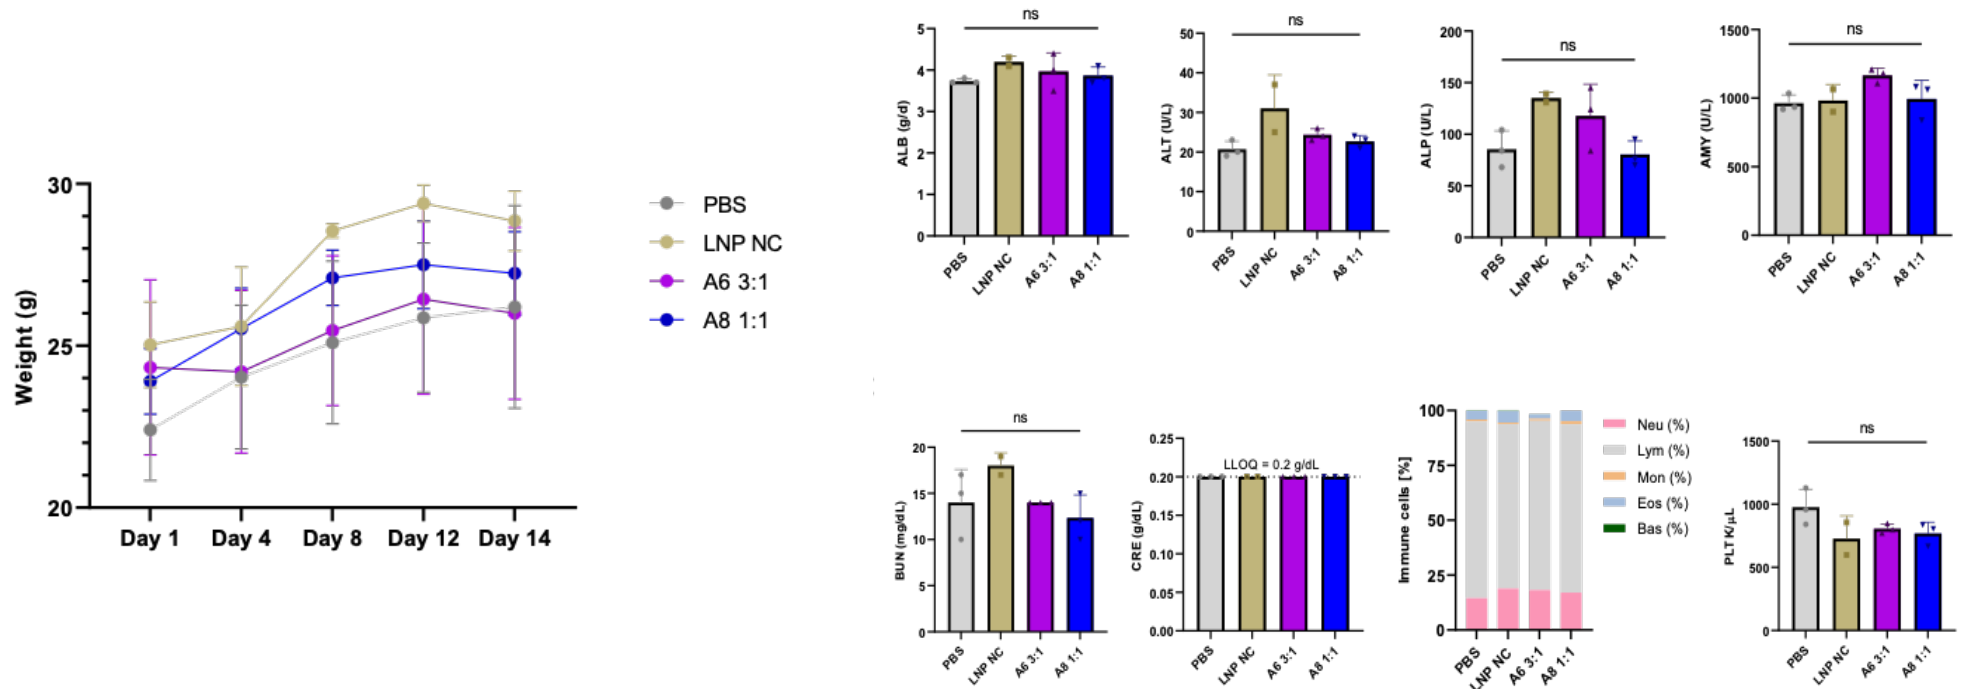 Weight (g)
30
25
20
Day 1 Day 4 Day 8 Day 12 Day 14
PBS
LNP NC
A6 3:1
A8 1:1
ns
ALB (g/d)
5
4
3
2
1
0
PBS LNP NC A6 3:1 A8 1:1
ns
ALT (U/L)
50
40
30
20
10
0
PBS LNP NC A6 3:1 A8 1:1
ns
ALP (U/L)
200
150
100
50
0
PBS LNP NC A6 3:1 A8 1:1
ns
AMY (U/L)
1500
1000
500
0
PBS LNP NC A6 3:1 A8 1:1
ns
BUN (mg/dL)
20
15
10
5
0
PBS LNP NC A6 3:1 A8 1:1
LLOQ = 0.2 g/dL
CRE (g/dL)
0.25
0.20
0.15
0.10
0.05
0.00
PBS LNP NC A6 3:1 A8 1:1
Immune cells [%]
100
75
50
25
0
PBS LNP NC A6 3:1 A8 1:1
Neu (%)
Lym (%)
Mon (%)
Eos (%)
Bas (%)
ns
PLT K/µL
1500
1000
500
0
PBS LNP NC A6 3:1 A8 1:1